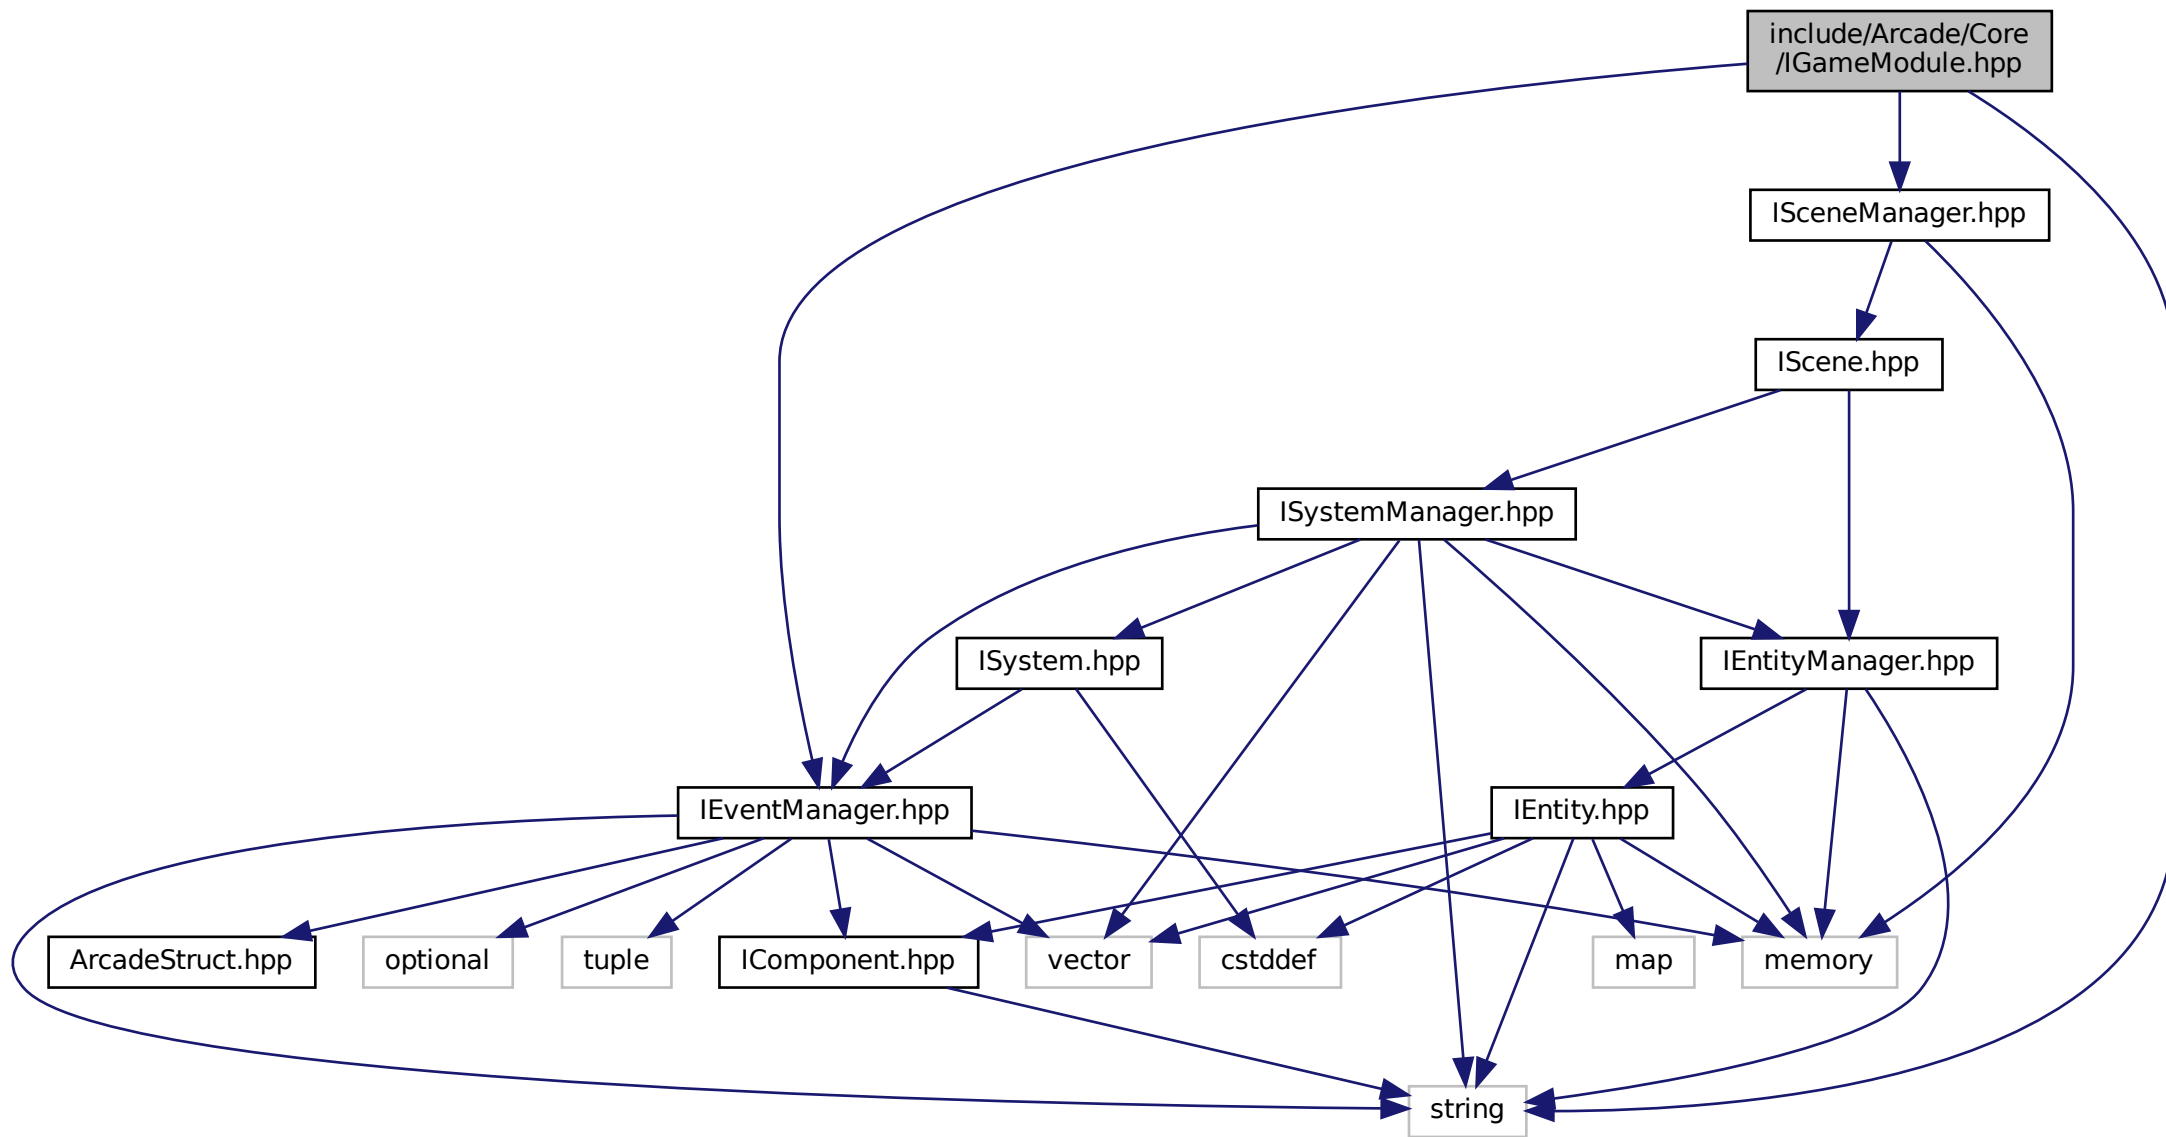 include/Arcade/Core
/IGameModule.hpp
ISceneManager.hpp
IScene.hpp
ISystemManager.hpp
ISystem.hpp
IEntityManager.hpp
IEventManager.hpp
IEntity.hpp
ArcadeStruct.hpp
optional
tuple
IComponent.hpp
vector
cstddef
map
memory
string